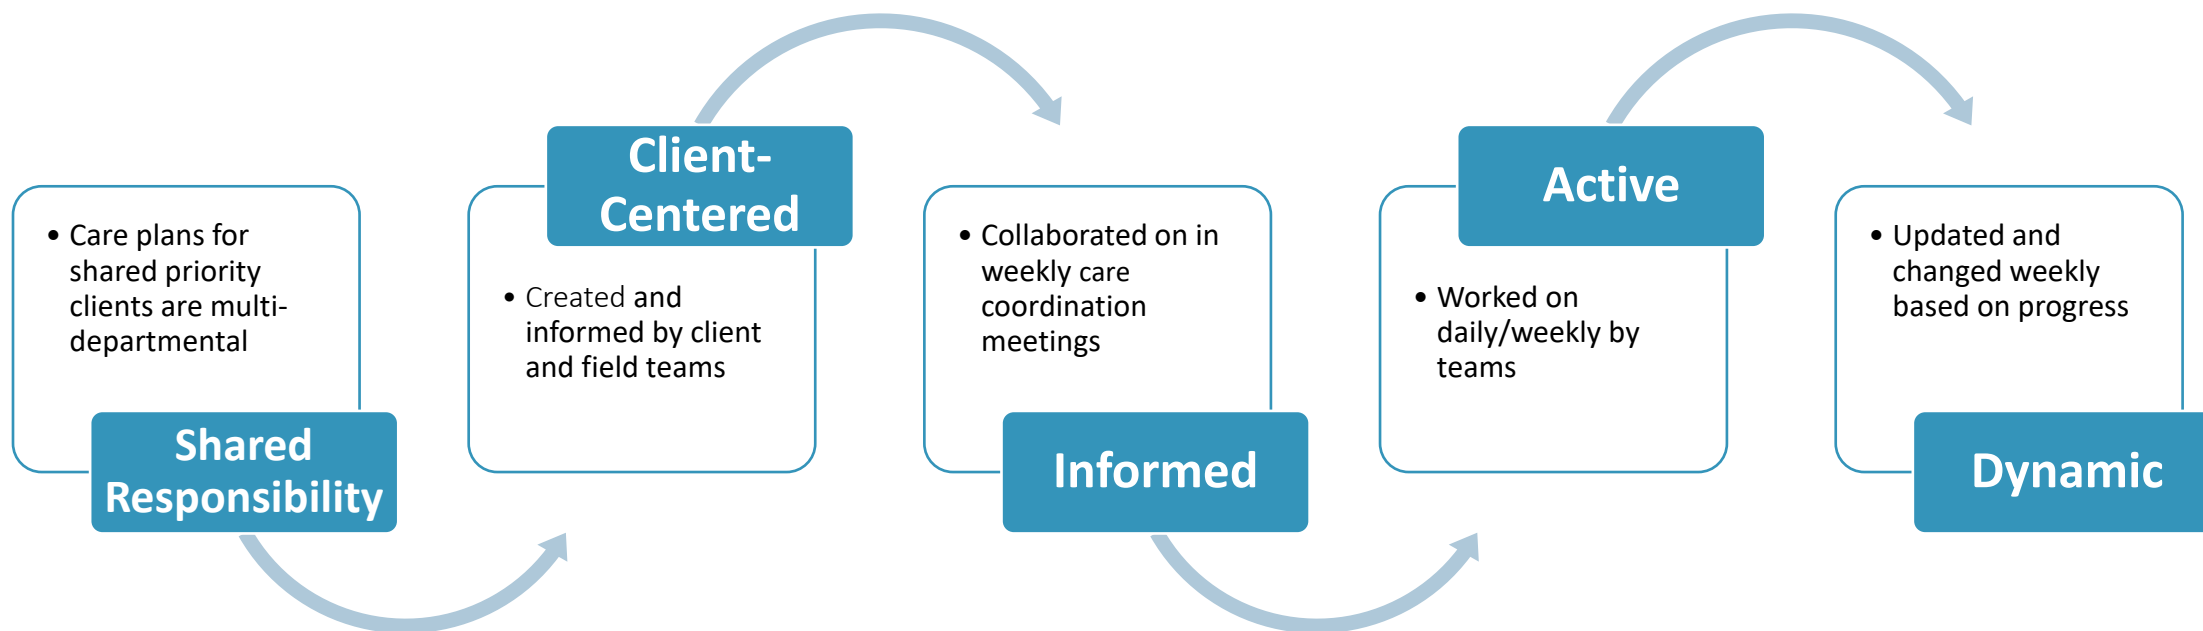 • Care plans for
shared priority
clients are multi-
departmental
Shared
Responsibility
Client-
Centered
• Created and
informed by client
and field teams
• Collaborated on in
weekly care
coordination
meetings
Informed
Active
• Worked on
daily/weekly by
teams
• Updated and
changed weekly
based on progress
Dynamic